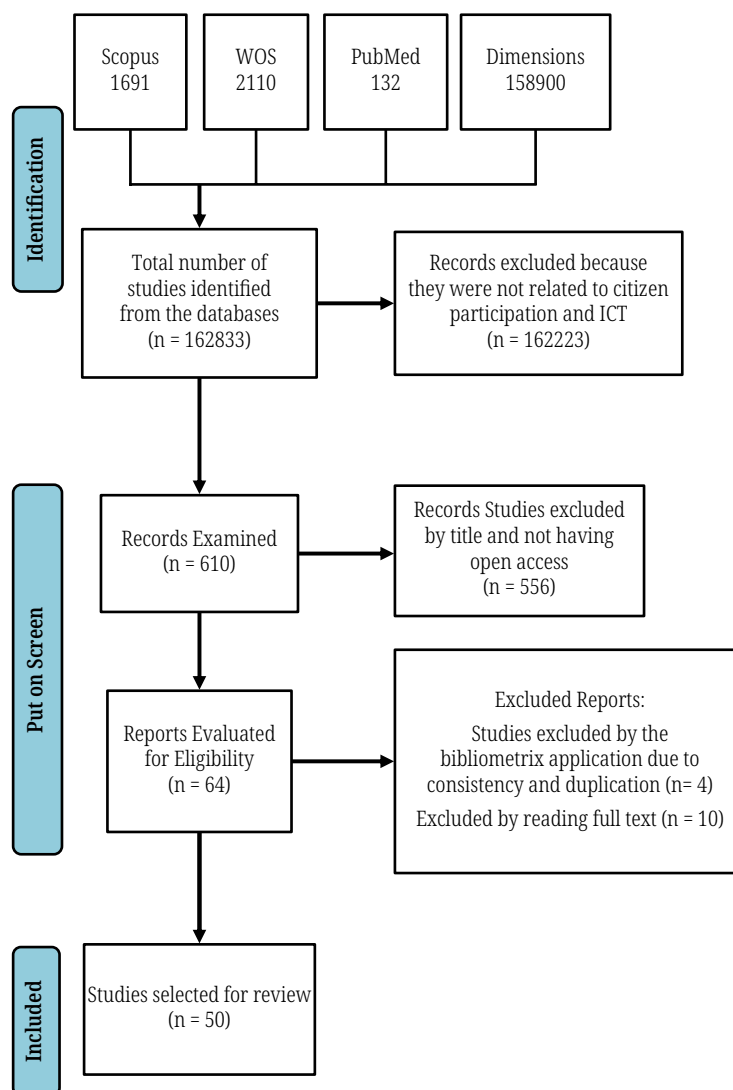 Scopus
1691
WOS
2110
PubMed
132
Dimensions
158900
Identification
Total number of
studies identified
from the databases
(n = 162833)
Records excluded because
they were not related to citizen
participation and ICT
(n = 162223)
Put on Screen
Records Examined
(n = 610)
Records Studies excluded
by title and not having
open access
(n = 556)
Reports Evaluated
for Eligibility
(n = 64)
Excluded Reports:
Studies excluded by the
bibliometrix application due to
consistency and duplication (n= 4)
Excluded by reading full text (n = 10)
Included
Studies selected for review
(n = 50)